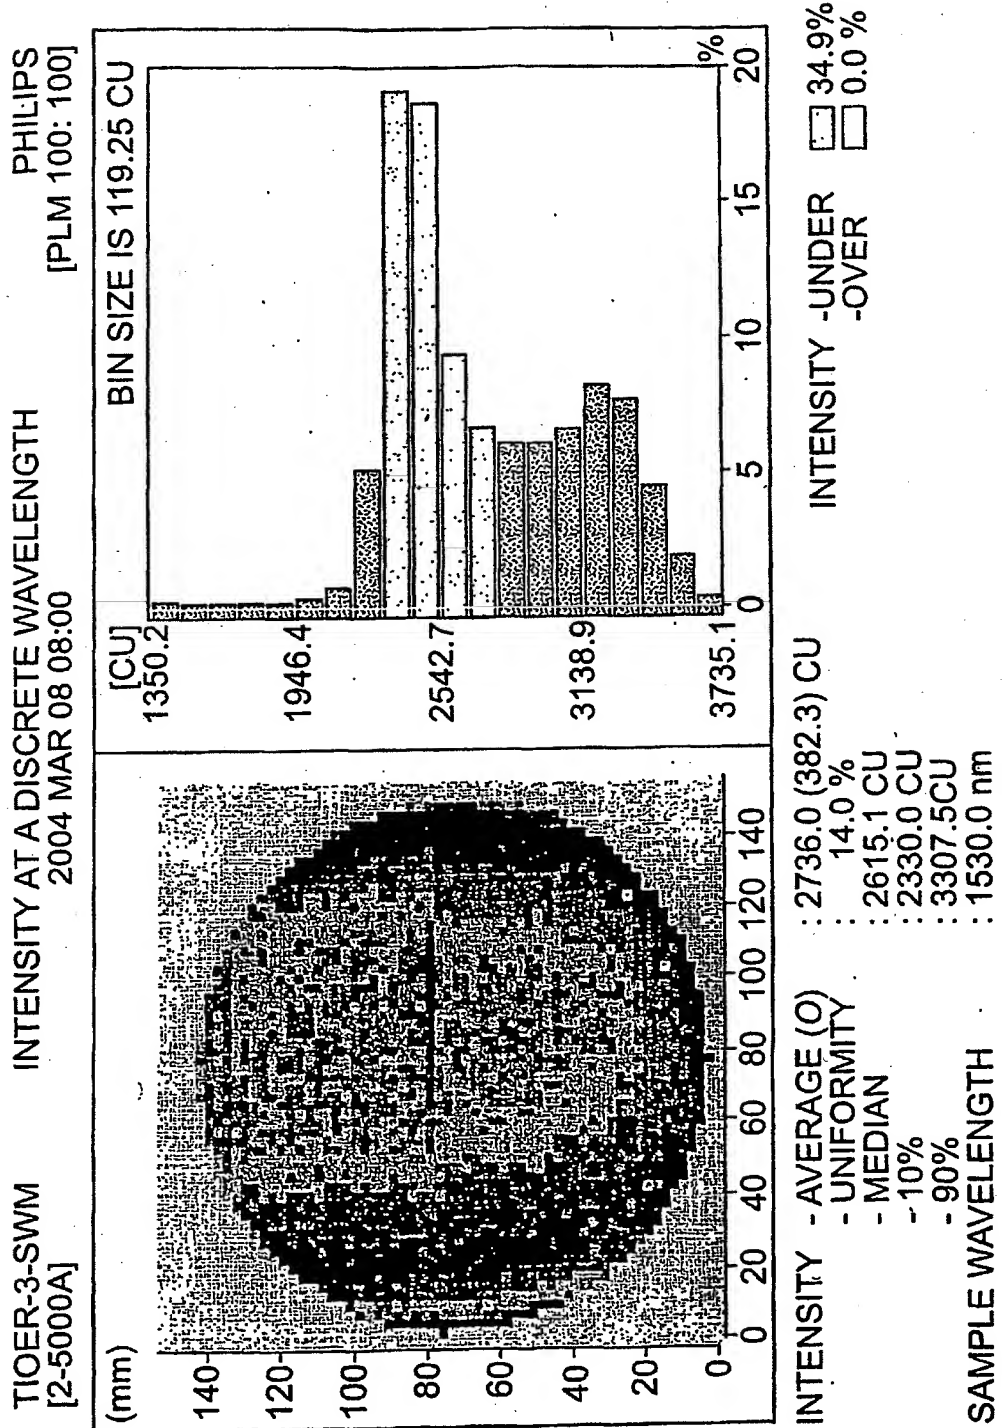 TIOER-3-SWM INTENSITY AT A DISCRETE WAVELENGTH PHILIPS
[2-5000A] 2004 MAR 08 08:00 [PLM 100: 100]
(mm)
140
120
100
80
60
40
20
0
0 20 40 60 80 100 120 140
BIN SIZE IS 119.25 CU
[CU]
1350.2
1946.4
2542.7
3138.9
3735.1
0 5 10 15 20
%
INTENSITY - AVERAGE (O) : 2736.0 (382.3) CU
- UNIFORMITY : 14.0 %
- MEDIAN : 2615.1 CU
- 10% : 2330.0 CU
- 90% : 3307.5CU
SAMPLE WAVELENGTH : 1530.0 nm
INTENSITY -UNDER 34.9%
-OVER 0.0 %